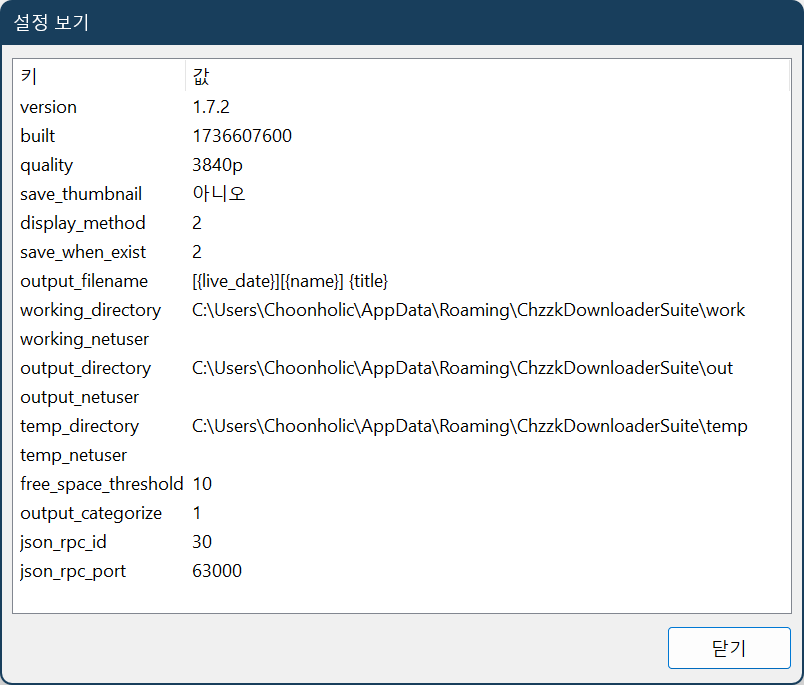 설정 보기
키 값
version 1.7.2
built 1736607600
quality 3840p
save_thumbnail 아니오
display_method 2
save_when_exist 2
output_filename [{live_date}][{name}] {title}
working_directory C:\Users\Choonholic\AppData\Roaming\ChzzkDownloaderSuite\work
working_netuser
output_directory C:\Users\Choonholic\AppData\Roaming\ChzzkDownloaderSuite\out
output_netuser
temp_directory C:\Users\Choonholic\AppData\Roaming\ChzzkDownloaderSuite\temp
temp_netuser
free_space_threshold 10
output_categorize 1
json_rpc_id 30
json_rpc_port 63000
닫기